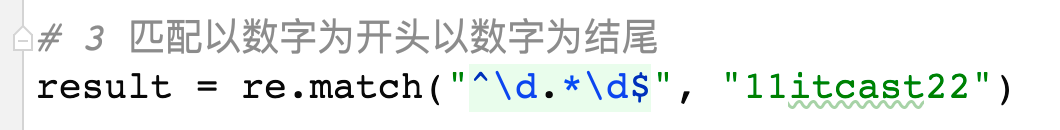 # 3 匹配以数字为开头以数字为结尾
result = re.match("^\d.*\d$", "11itcast22")